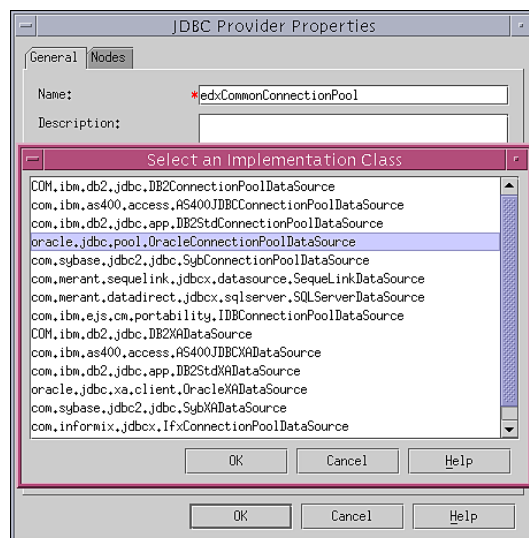 JDBC Provider Properties
General Nodes
Name: *edxCommonConnectionPool
Description:
Select an Implementation Class
COM.ibm.db2.jdbc.DB2ConnectionPoolDataSource
com.ibm.as400.access.AS400JDBCConnectionPoolDataSource
com.ibm.db2.jdbc.app.DB2StdConnectionPoolDataSource
oracle.jdbc.pool.OracleConnectionPoolDataSource
com.sybase.jdbc2.jdbc.SybConnectionPoolDataSource
com.merant.sequelink.jdbcx.datasource.SequeLinkDataSource
com.merant.datadirect.jdbcx.sqlserver.SQLServerDataSource
com.ibm.ejs.cm.portability.IDBConnectionPoolDataSource
COM.ibm.db2.jdbc.DB2XADataSource
com.ibm.as400.access.AS400JDBCXADataSource
com.ibm.db2.jdbc.app.DB2StdXADataSource
oracle.jdbc.xa.client.OracleXADataSource
com.sybase.jdbc2.jdbc.SybXADataSource
com.informix.jdbcx.IfxConnectionPoolDataSource
OK Cancel Help
OK Cancel Help